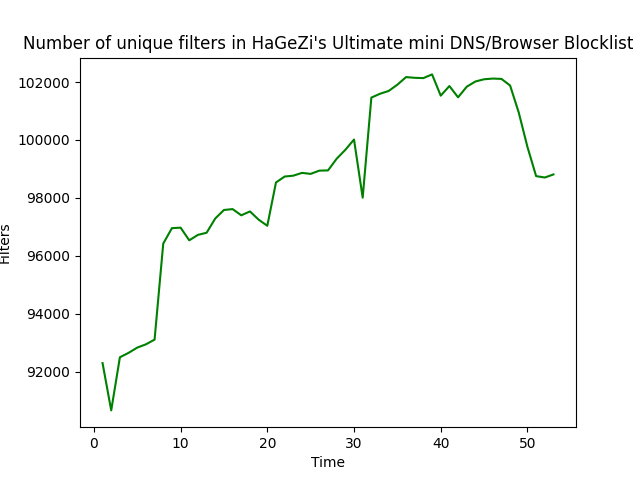 Number of unique filters in HaGeZi's Ultimate mini DNS/Browser Blocklist
102000
100000
98000
96000
94000
92000
Filters
0 10 20 30 40 50
Time